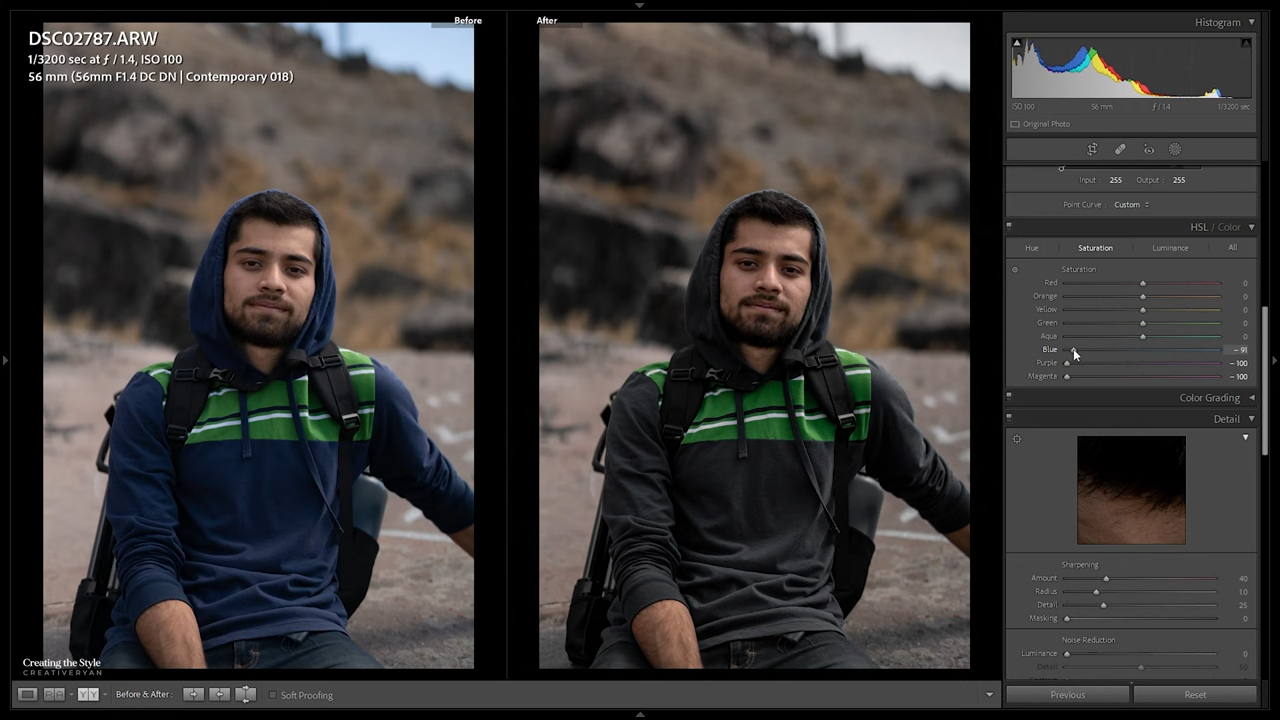 Before
After
DSC02787.ARW
1/3200 sec at ƒ / 1.4, ISO 100
56 mm (56mm F1.4 DC DN | Contemporary 018)
Histogram
ISO 100 56 mm ƒ / 1.4 1/3200 sec
Original Photo
Input : 255 Output : 255
Point Curve : Custom
HSL / Color
Hue Saturation Luminance All
Saturation
Red 0
Orange 0
Yellow 0
Green 0
Aqua 0
Blue – 91
Purple – 100
Magenta – 100
Color Grading
Detail
Sharpening
Amount 40
Radius 1.0
Detail 25
Masking 0
Noise Reduction
Luminance 0
Detail 50
Creating the Style
CREATIVERYAN
Before & After :
Soft Proofing
Previous
Reset